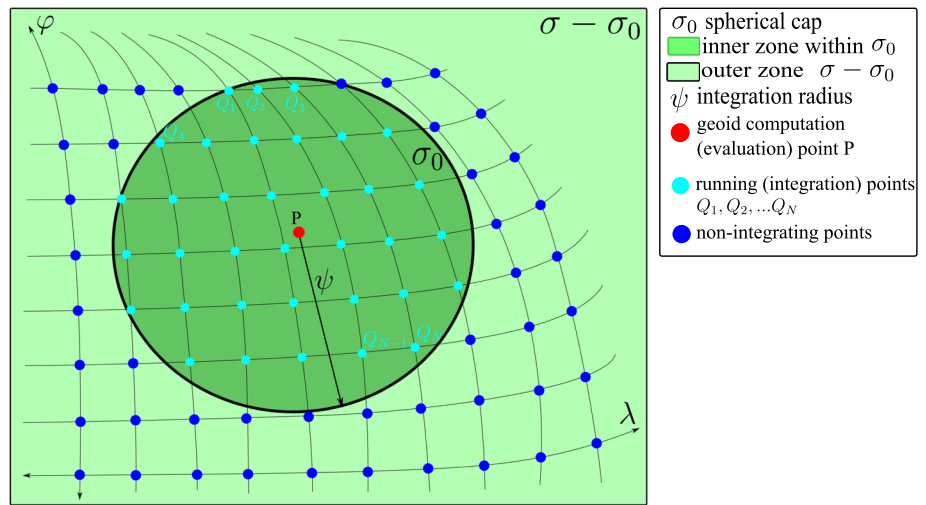 φ
σ − σ₀
Q₁ Q₂ Q₃
Q₄
σ₀
P
ψ
Q_{N−1} Q_N
λ
σ₀ spherical cap
inner zone within σ₀
outer zone σ − σ₀
ψ integration radius
geoid computation
(evaluation) point P
running (integration) points
Q₁, Q₂, ...Q_N
non-integrating points